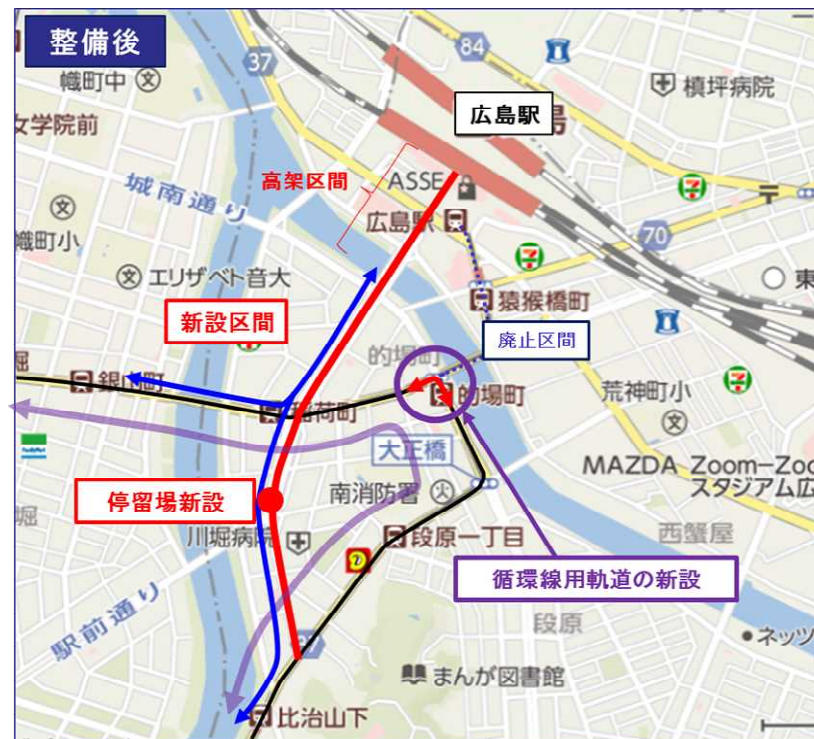 整備後
37
84
幟町中
槙坪病院
女学院前
広島駅
島
高架区間
ASSE
城南通り
広島駅
幟町小
70
エリザベト音大
猿猴橋町
東
新設区間
廃止区間
的場町
銀山町
的場町
荒神町小
稲荷町
大正橋
MAZDA Zoom-Zoo
スタジアム広
停留場新設
南消防署
堀
川堀病院
段原一丁目
西蟹屋
循環線用軌道の新設
駅前通り
段原
ネッツ
37
まんが図書館
比治山下